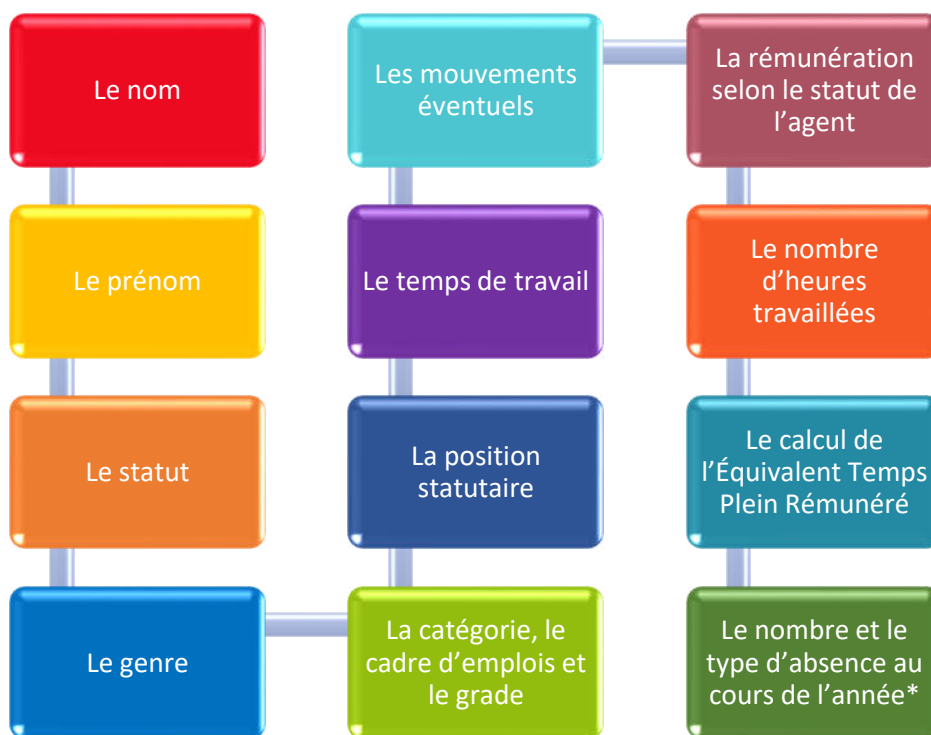 Le nom
Le prénom
Le statut
Le genre
La catégorie, le
cadre d'emplois et
le grade
La position
statutaire
Le temps de travail
Les mouvements
éventuels
La rémunération
selon le statut de
l'agent
Le nombre
d'heures
travaillées
Le calcul de
l'Équivalent Temps
Plein Rémunéré
Le nombre et le
type d'absence au
cours de l'année*